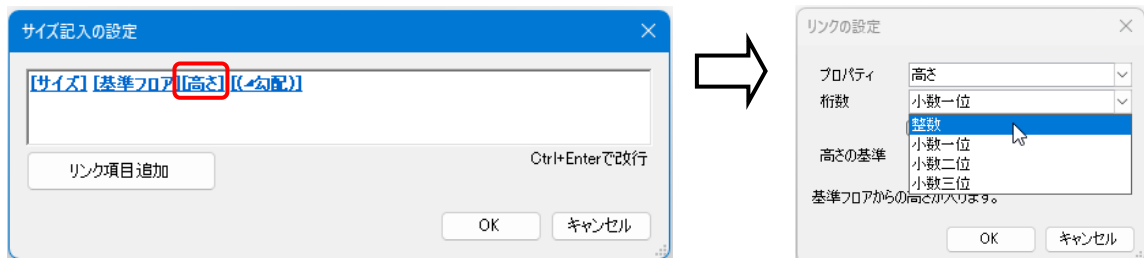 サイズ記入の設定
[サイズ] [基準フロア][高さ] [(⊿勾配)]
リンク項目追加
Ctrl+Enterで改行
OK
キャンセル
リンクの設定
プロパティ
高さ
桁数
小数一位
整数
小数一位
小数二位
小数三位
高さの基準
基準フロアからの高さが入ります。
OK
キャンセル